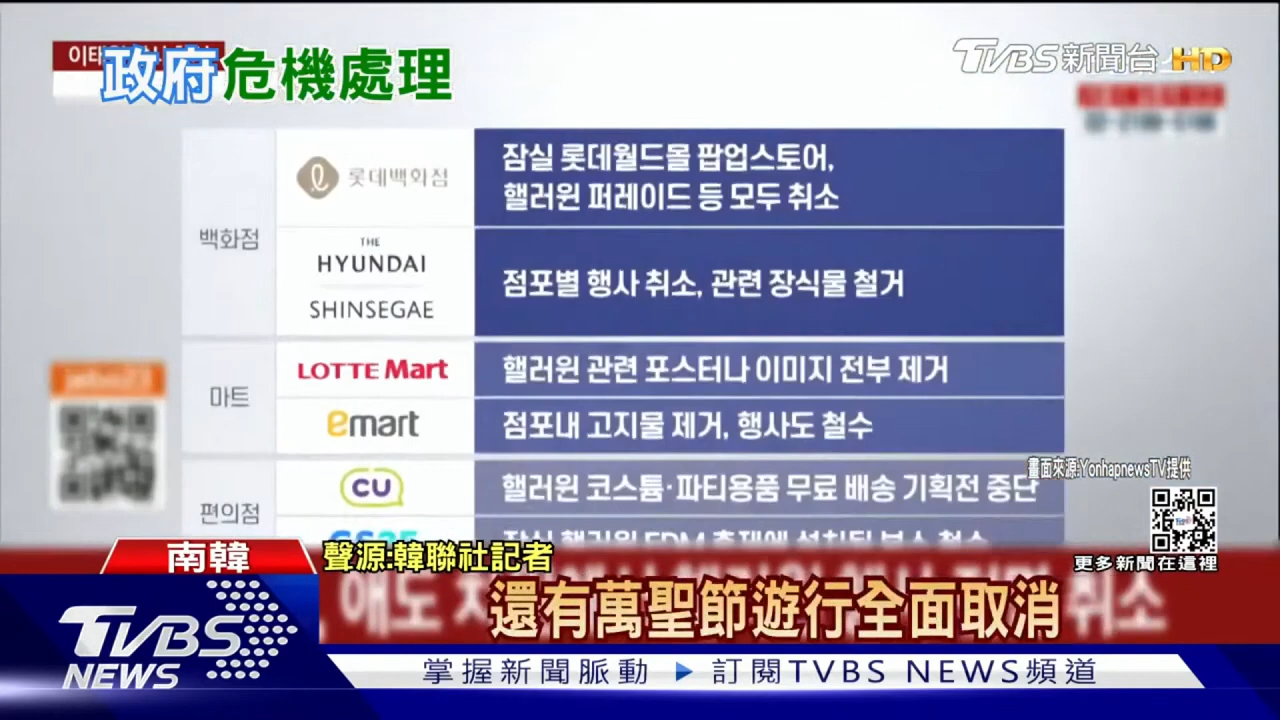 政府危機處理
TVBS新聞台 HD
백화점
롯데백화점
잠실 롯데월드몰 팝업스토어,
핼러윈 퍼레이드 등 모두 취소
THE
HYUNDAI
SHINSEGAE
점포별 행사 취소, 관련 장식물 철거
마트
LOTTE Mart
핼러윈 관련 포스터나 이미지 전부 제거
emart
점포내 고지물 제거, 행사도 철수
편의점
CU
핼러윈 코스튬·파티용품 무료 배송 기획전 중단
畫面來源:YonhapnewsTV提供
更多新聞在這裡
南韓
聲源:韓聯社記者
애도
취소
還有萬聖節遊行全面取消
TVBS
NEWS
掌握新聞脈動 ▶ 訂閱TVBS NEWS頻道